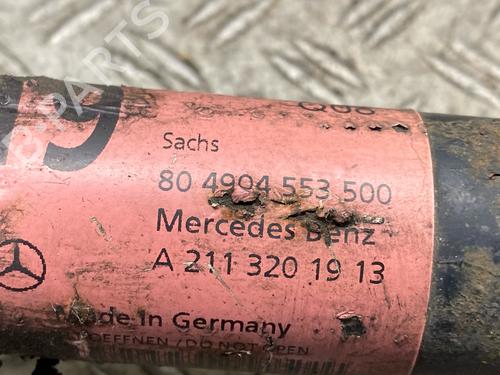 Sachs
80 4904 553 500
Mercedes Benz
A 211 320 19 13
Made In Germany
OEFFNEN / DO NOT OPEN